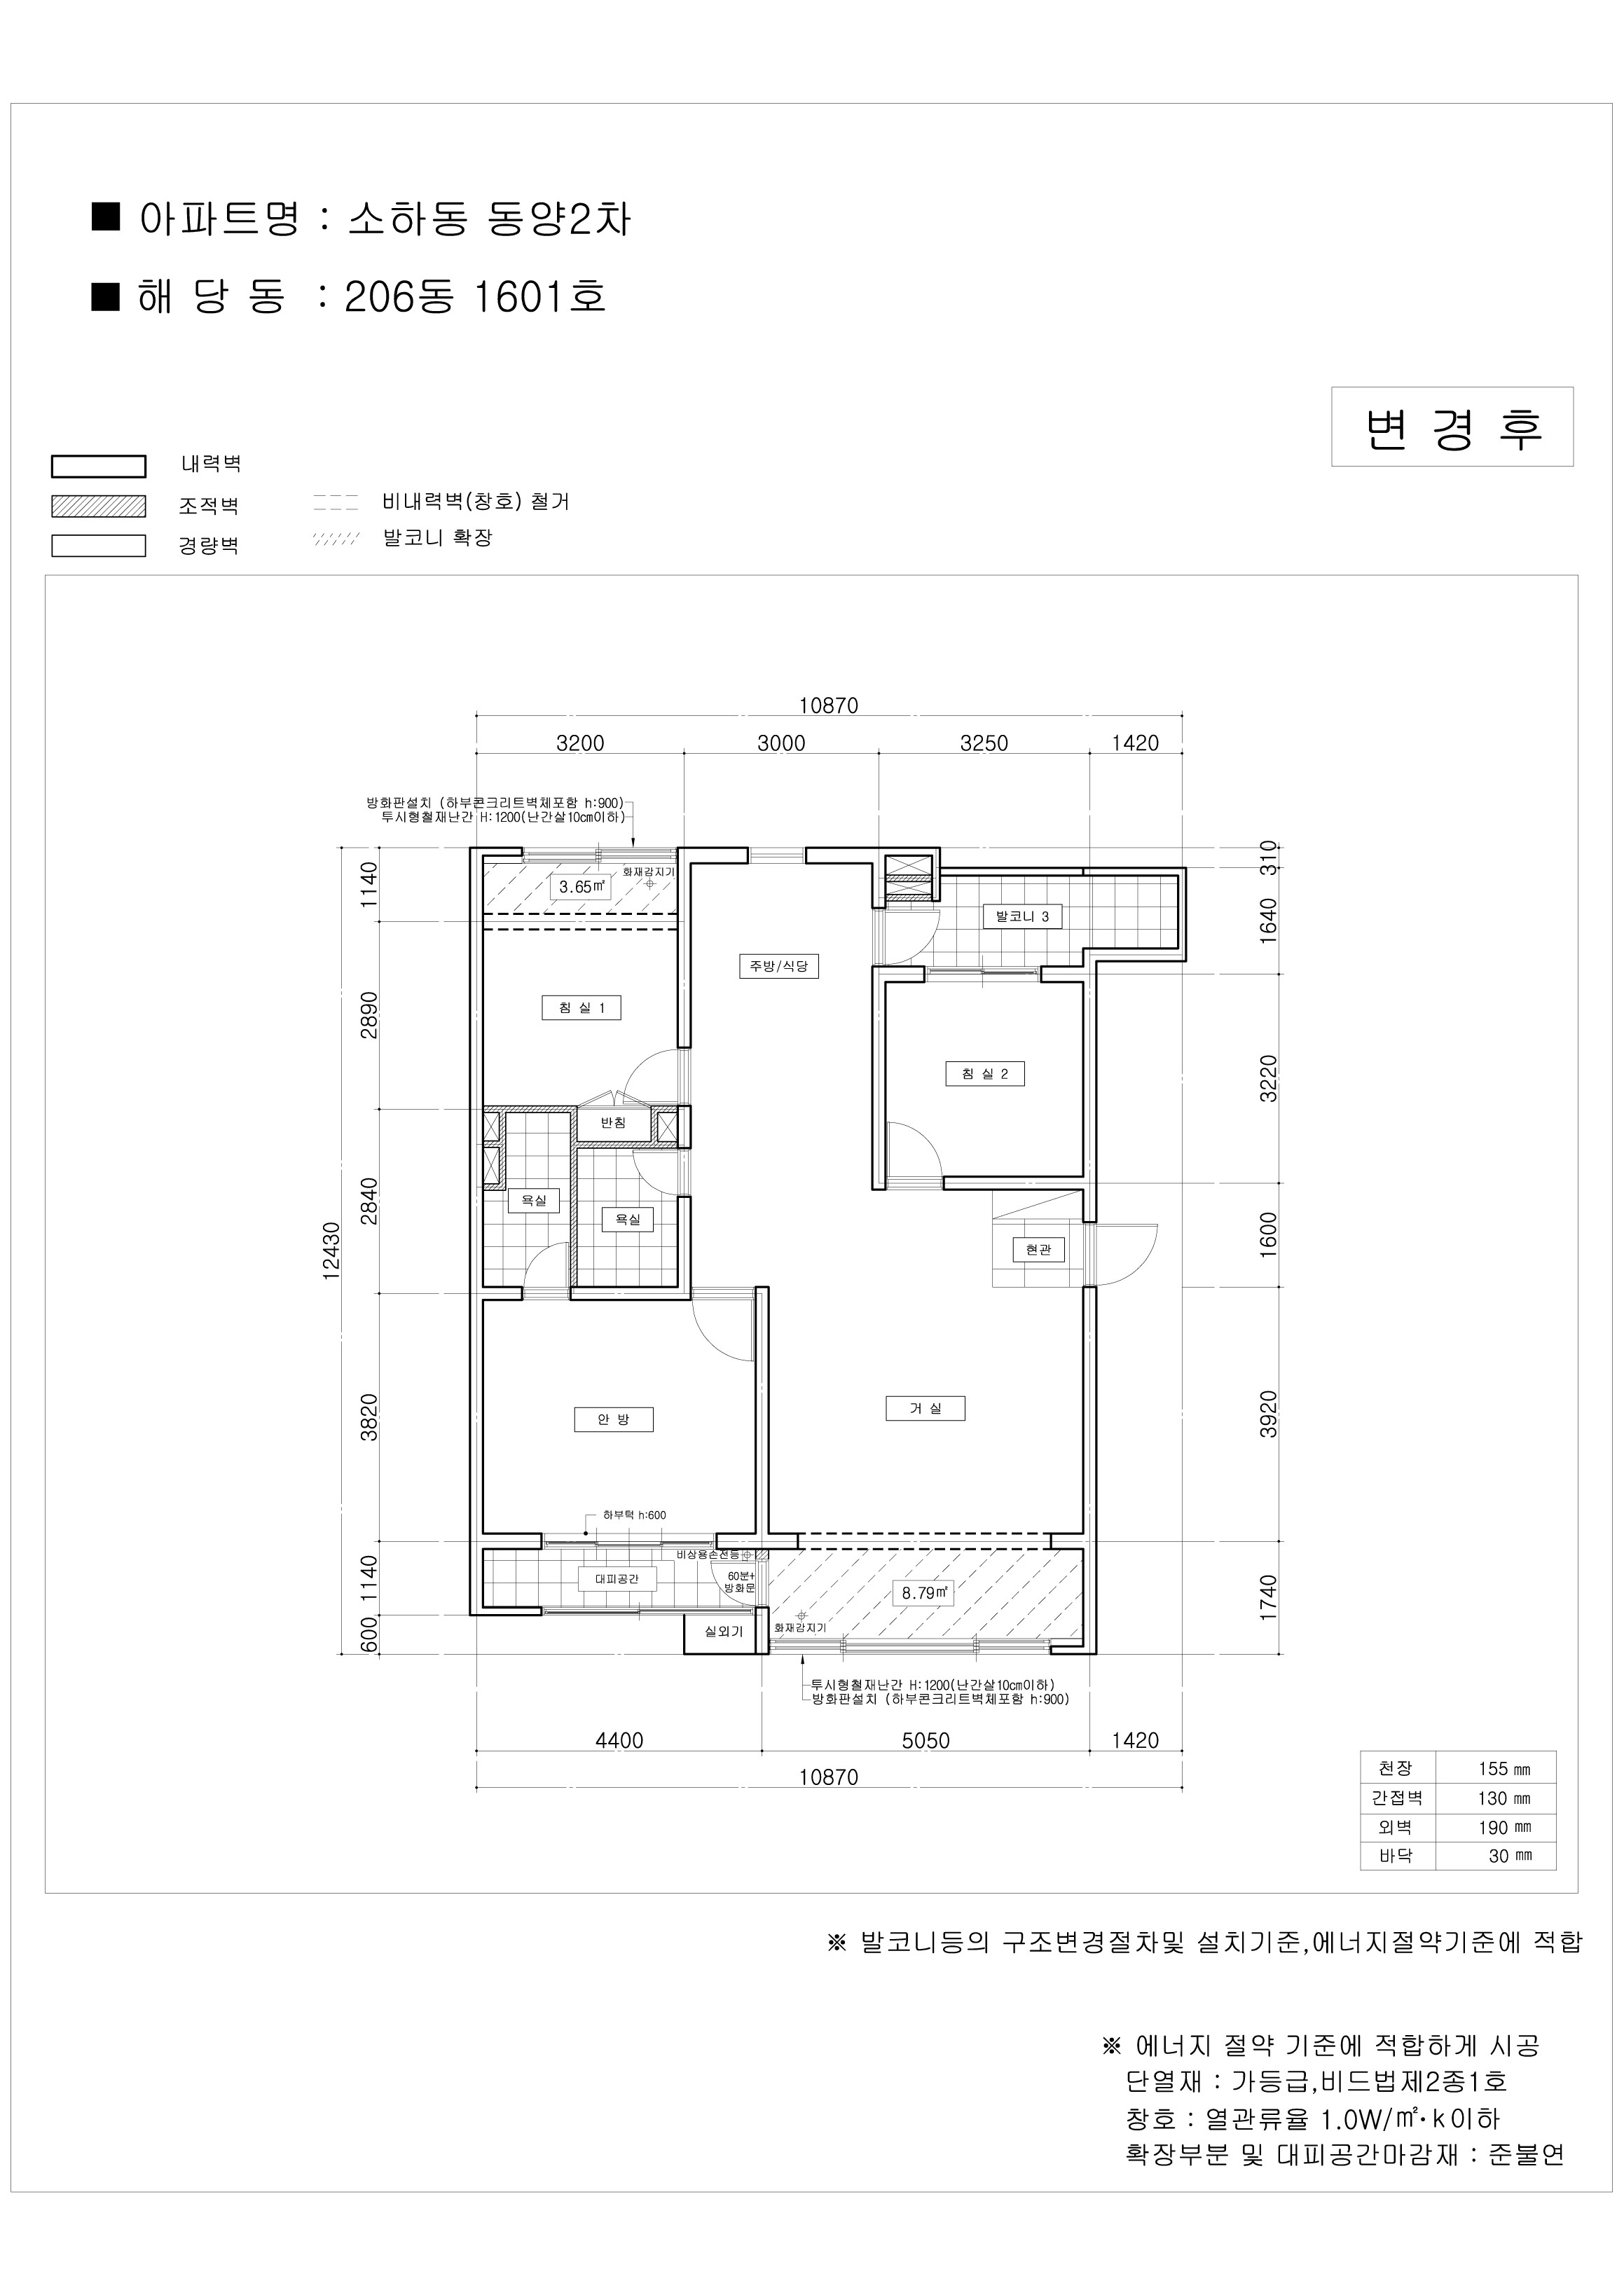 ■ 아파트명 : 소하동 동양2차
■ 해 당 동 : 206동 1601호
변 경 후
내력벽
조적벽
경량벽
비내력벽(창호) 철거
발코니 확장
10870
3200 3000 3250 1420
방화판설치 (하부콘크리트벽체포함 h:900)
투시형철재난간 H:1200(난간살10cm이하)
화재감지기
3.65㎡
발코니 3
주방/식당
침 실 1
침 실 2
반침
욕실
욕실
현관
안 방
거 실
하부턱 h:600
비상용손전등
대피공간
60분+
방화문
8.79㎡
실외기
화재감지기
투시형철재난간 H:1200(난간살10cm이하)
방화판설치 (하부콘크리트벽체포함 h:900)
12430
1140
2890
2840
3820
1140
600
310
1640
3220
1600
3920
1740
4400 5050 1420
10870
천장 155 ㎜
간접벽 130 ㎜
외벽 190 ㎜
바닥 30 ㎜
※ 발코니등의 구조변경절차및 설치기준,에너지절약기준에 적합
※ 에너지 절약 기준에 적합하게 시공
단열재 : 가등급,비드법제2종1호
창호 : 열관류율 1.0W/㎡·k이하
확장부분 및 대피공간마감재 : 준불연